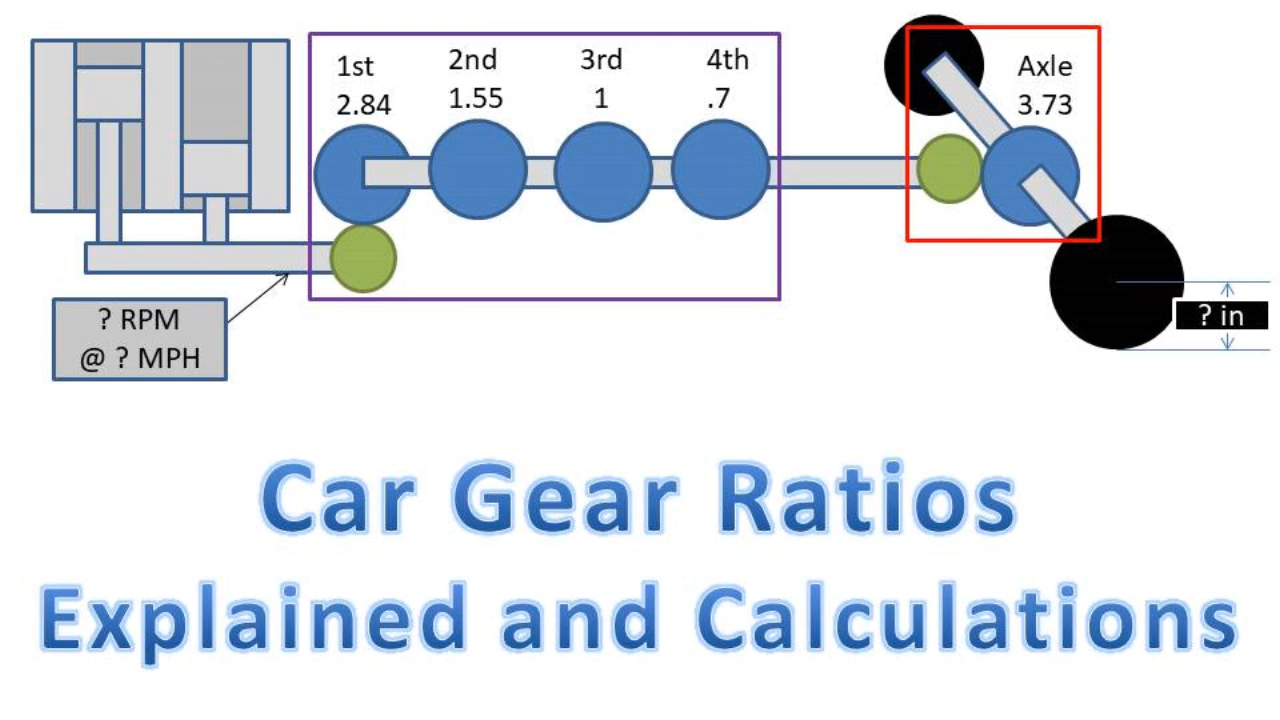 1st
2.84
2nd
1.55
3rd
1
4th
.7
Axle
3.73
? RPM
@ ? MPH
? in
Car Gear Ratios
Explained and Calculations